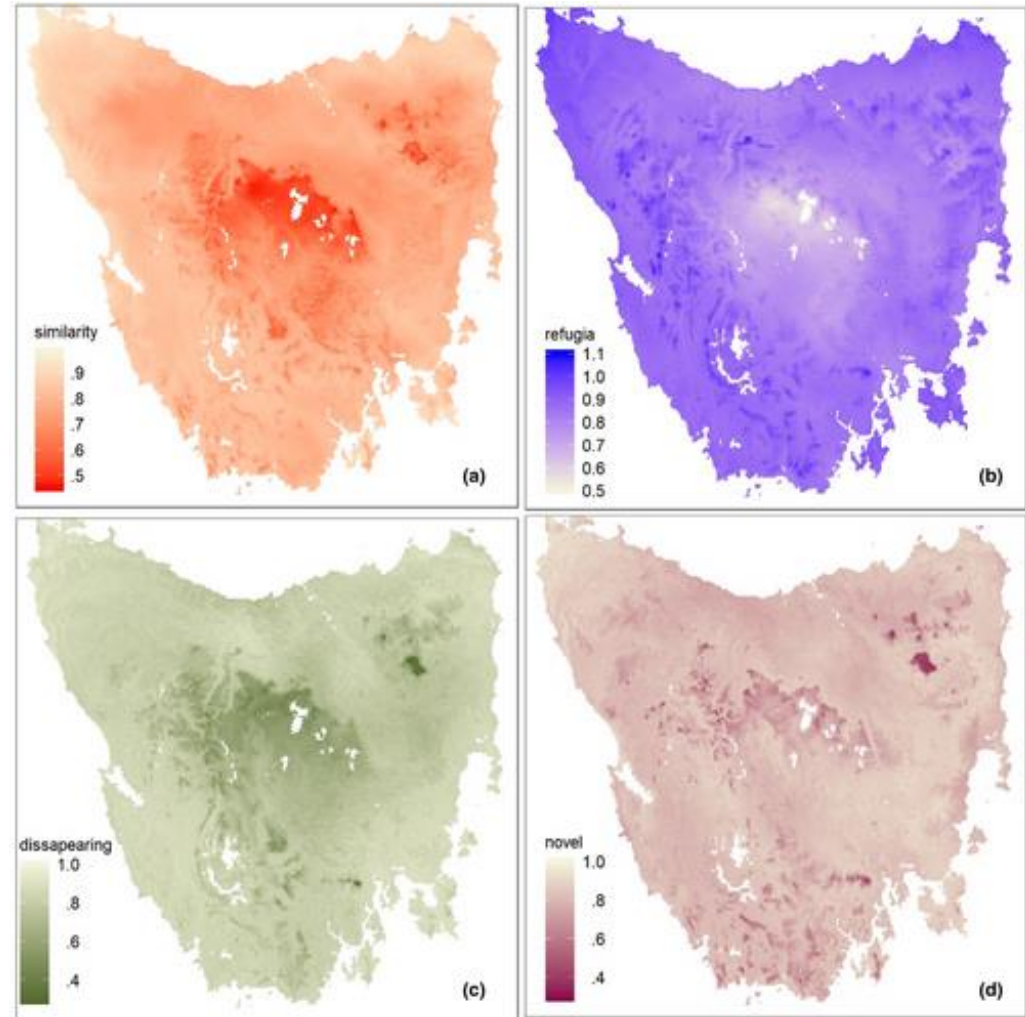 similarity
.9
.8
.7
.6
.5
(a)
refugia
1.1
1.0
0.9
0.8
0.7
0.6
0.5
(b)
dissapearing
1.0
.8
.6
.4
(c)
novel
1.0
.8
.6
.4
(d)